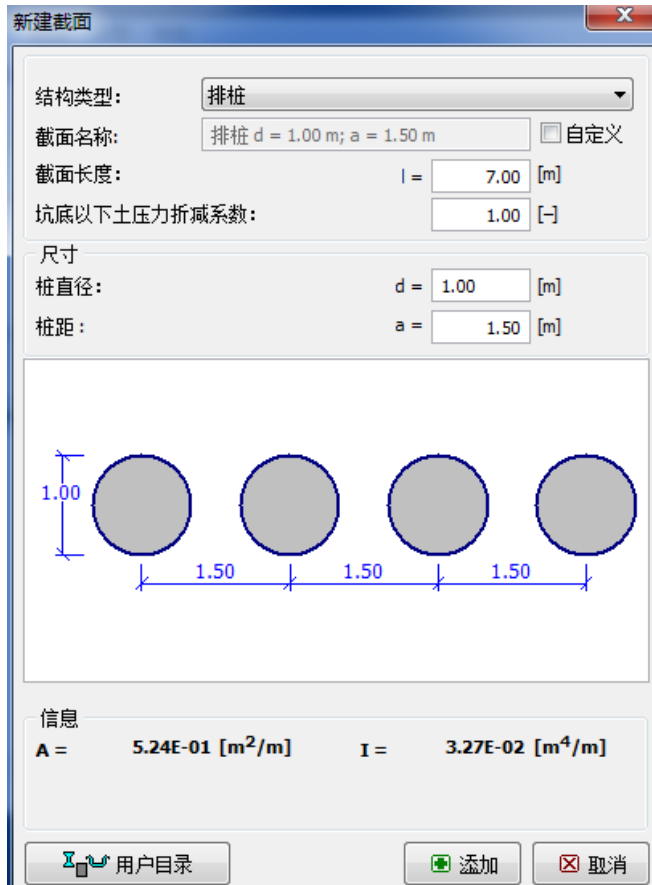 新建截面
x
结构类型: 排桩
截面名称: 排桩 d = 1.00 m; a = 1.50 m 自定义
截面长度: l = 7.00 [m]
坑底以下土压力折减系数: 1.00 [–]
尺寸
桩直径: d = 1.00 [m]
桩距: a = 1.50 [m]
1.00
1.50 1.50 1.50
信息
A = 5.24E-01 [m²/m] I = 3.27E-02 [m⁴/m]
用户目录 添加 取消